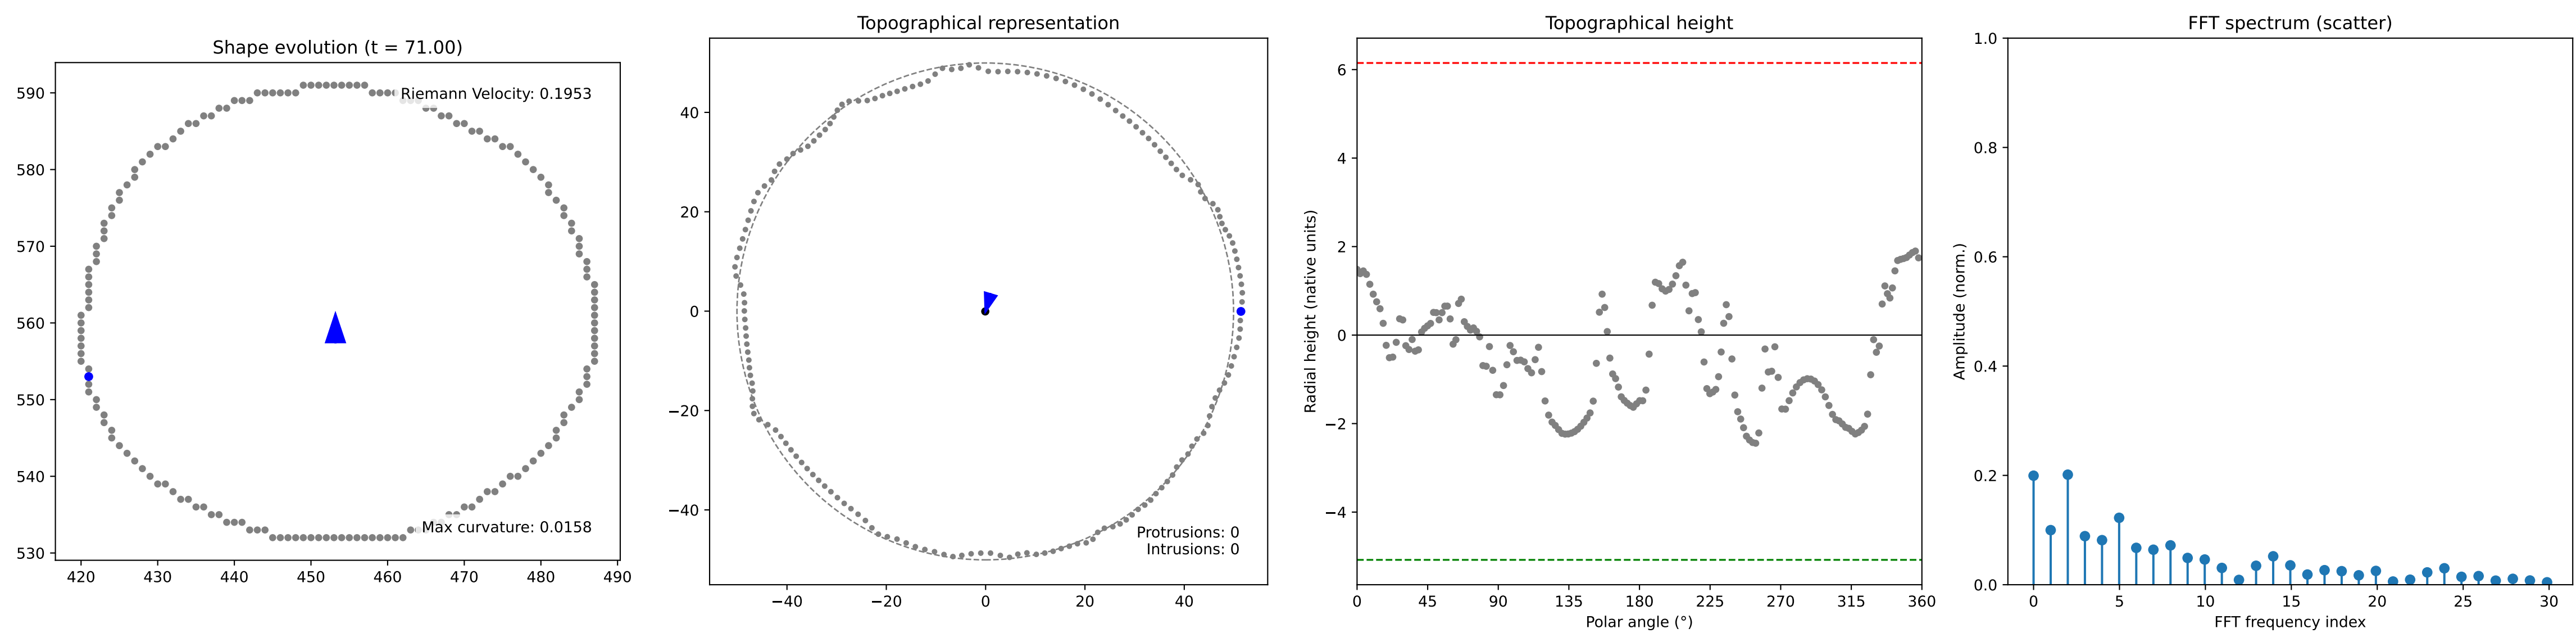 Shape evolution (t = 71.00)
590
580
570
560
550
540
530
420 430 440 450 460 470 480 490
Riemann Velocity: 0.1953
Max curvature: 0.0158
Topographical representation
40
20
0
−20
−40
−40 −20 0 20 40
Protrusions: 0
Intrusions: 0
Topographical height
Radial height (native units)
6
4
2
0
−2
−4
0 45 90 135 180 225 270 315 360
Polar angle (°)
FFT spectrum (scatter)
Amplitude (norm.)
1.0
0.8
0.6
0.4
0.2
0.0
0 5 10 15 20 25 30
FFT frequency index